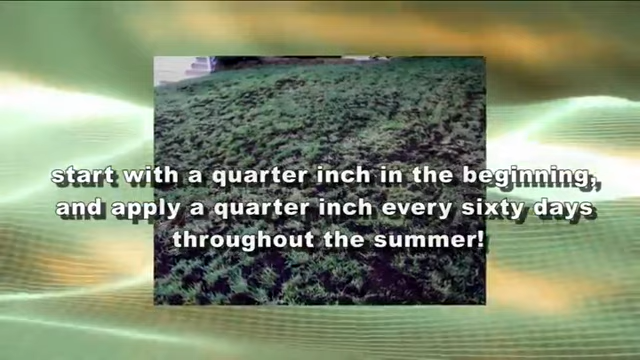 start with a quarter inch in the beginning,
and apply a quarter inch every sixty days
throughout the summer!